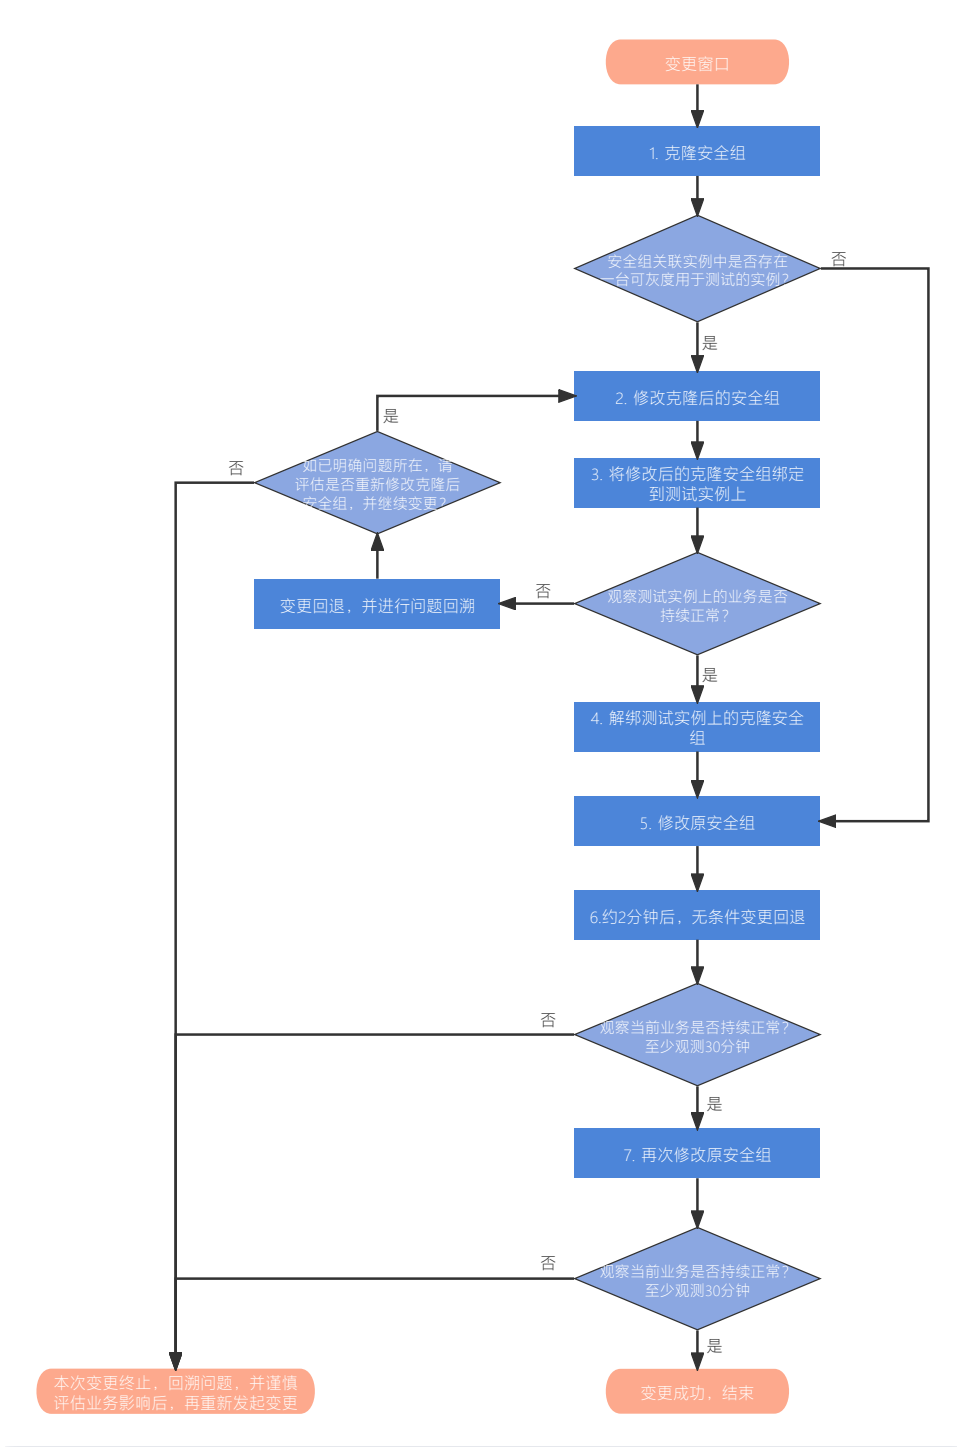 变更窗口
1. 克隆安全组
安全组关联实例中是否存在
一台可灰度用于测试的实例?
否
是
2. 修改克隆后的安全组
是
否
如已明确问题所在，请
评估是否重新修改克隆后
安全组，并继续变更?
3. 将修改后的克隆安全组绑定
到测试实例上
变更回退，并进行问题回溯
否
观察测试实例上的业务是否
持续正常?
是
4. 解绑测试实例上的克隆安全
组
5. 修改原安全组
6.约2分钟后，无条件变更回退
否
观察当前业务是否持续正常?
至少观测30分钟
是
7. 再次修改原安全组
否
观察当前业务是否持续正常?
至少观测30分钟
是
本次变更终止，回溯问题，并谨慎
评估业务影响后，再重新发起变更
变更成功，结束